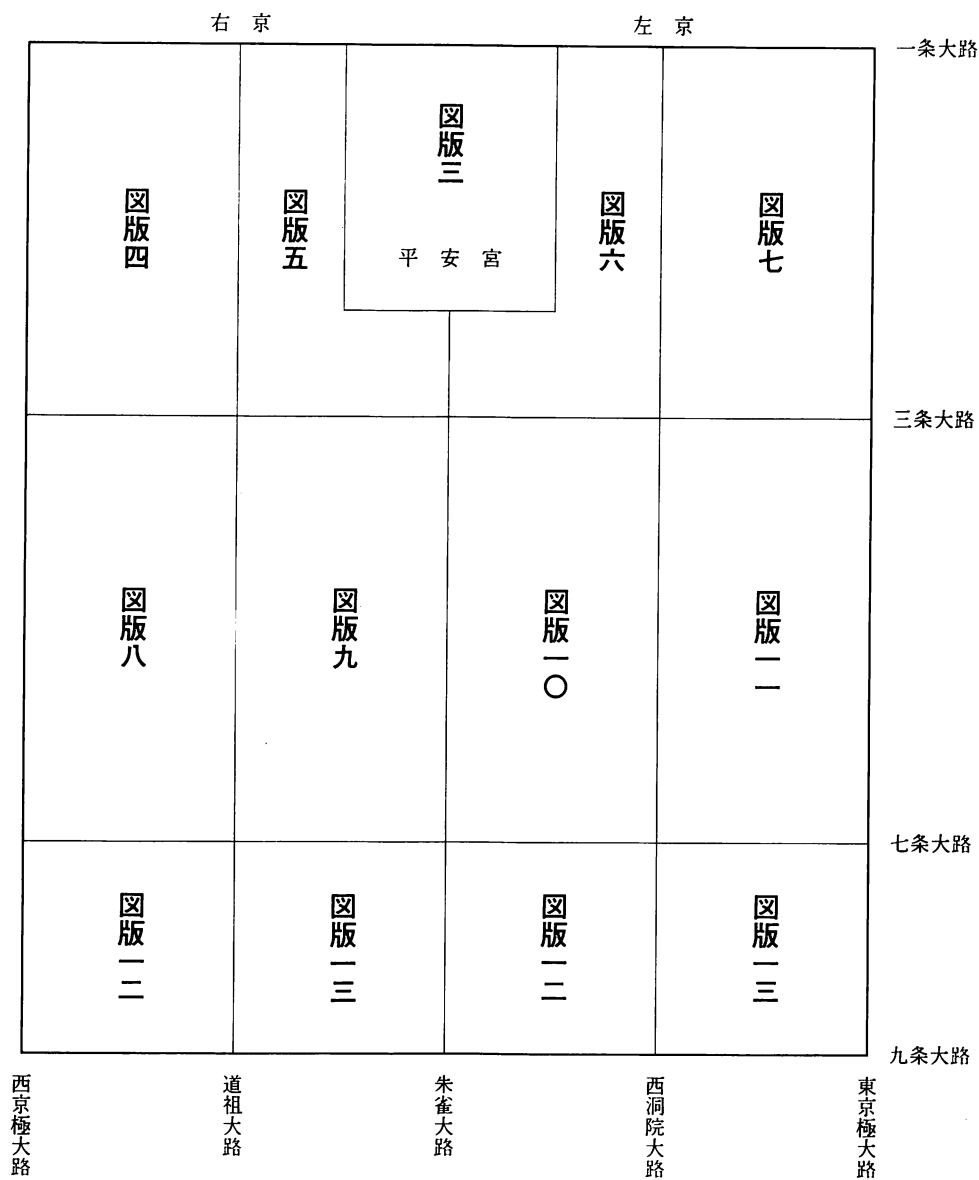 右京
左京
一条大路
図版三
平安宮
図版四
図版五
図版六
図版七
三条大路
図版八
図版九
図版一〇
図版一一
七条大路
図版一二
図版一三
図版一二
図版一三
九条大路
西京極大路
道祖大路
朱雀大路
西洞院大路
東京極大路